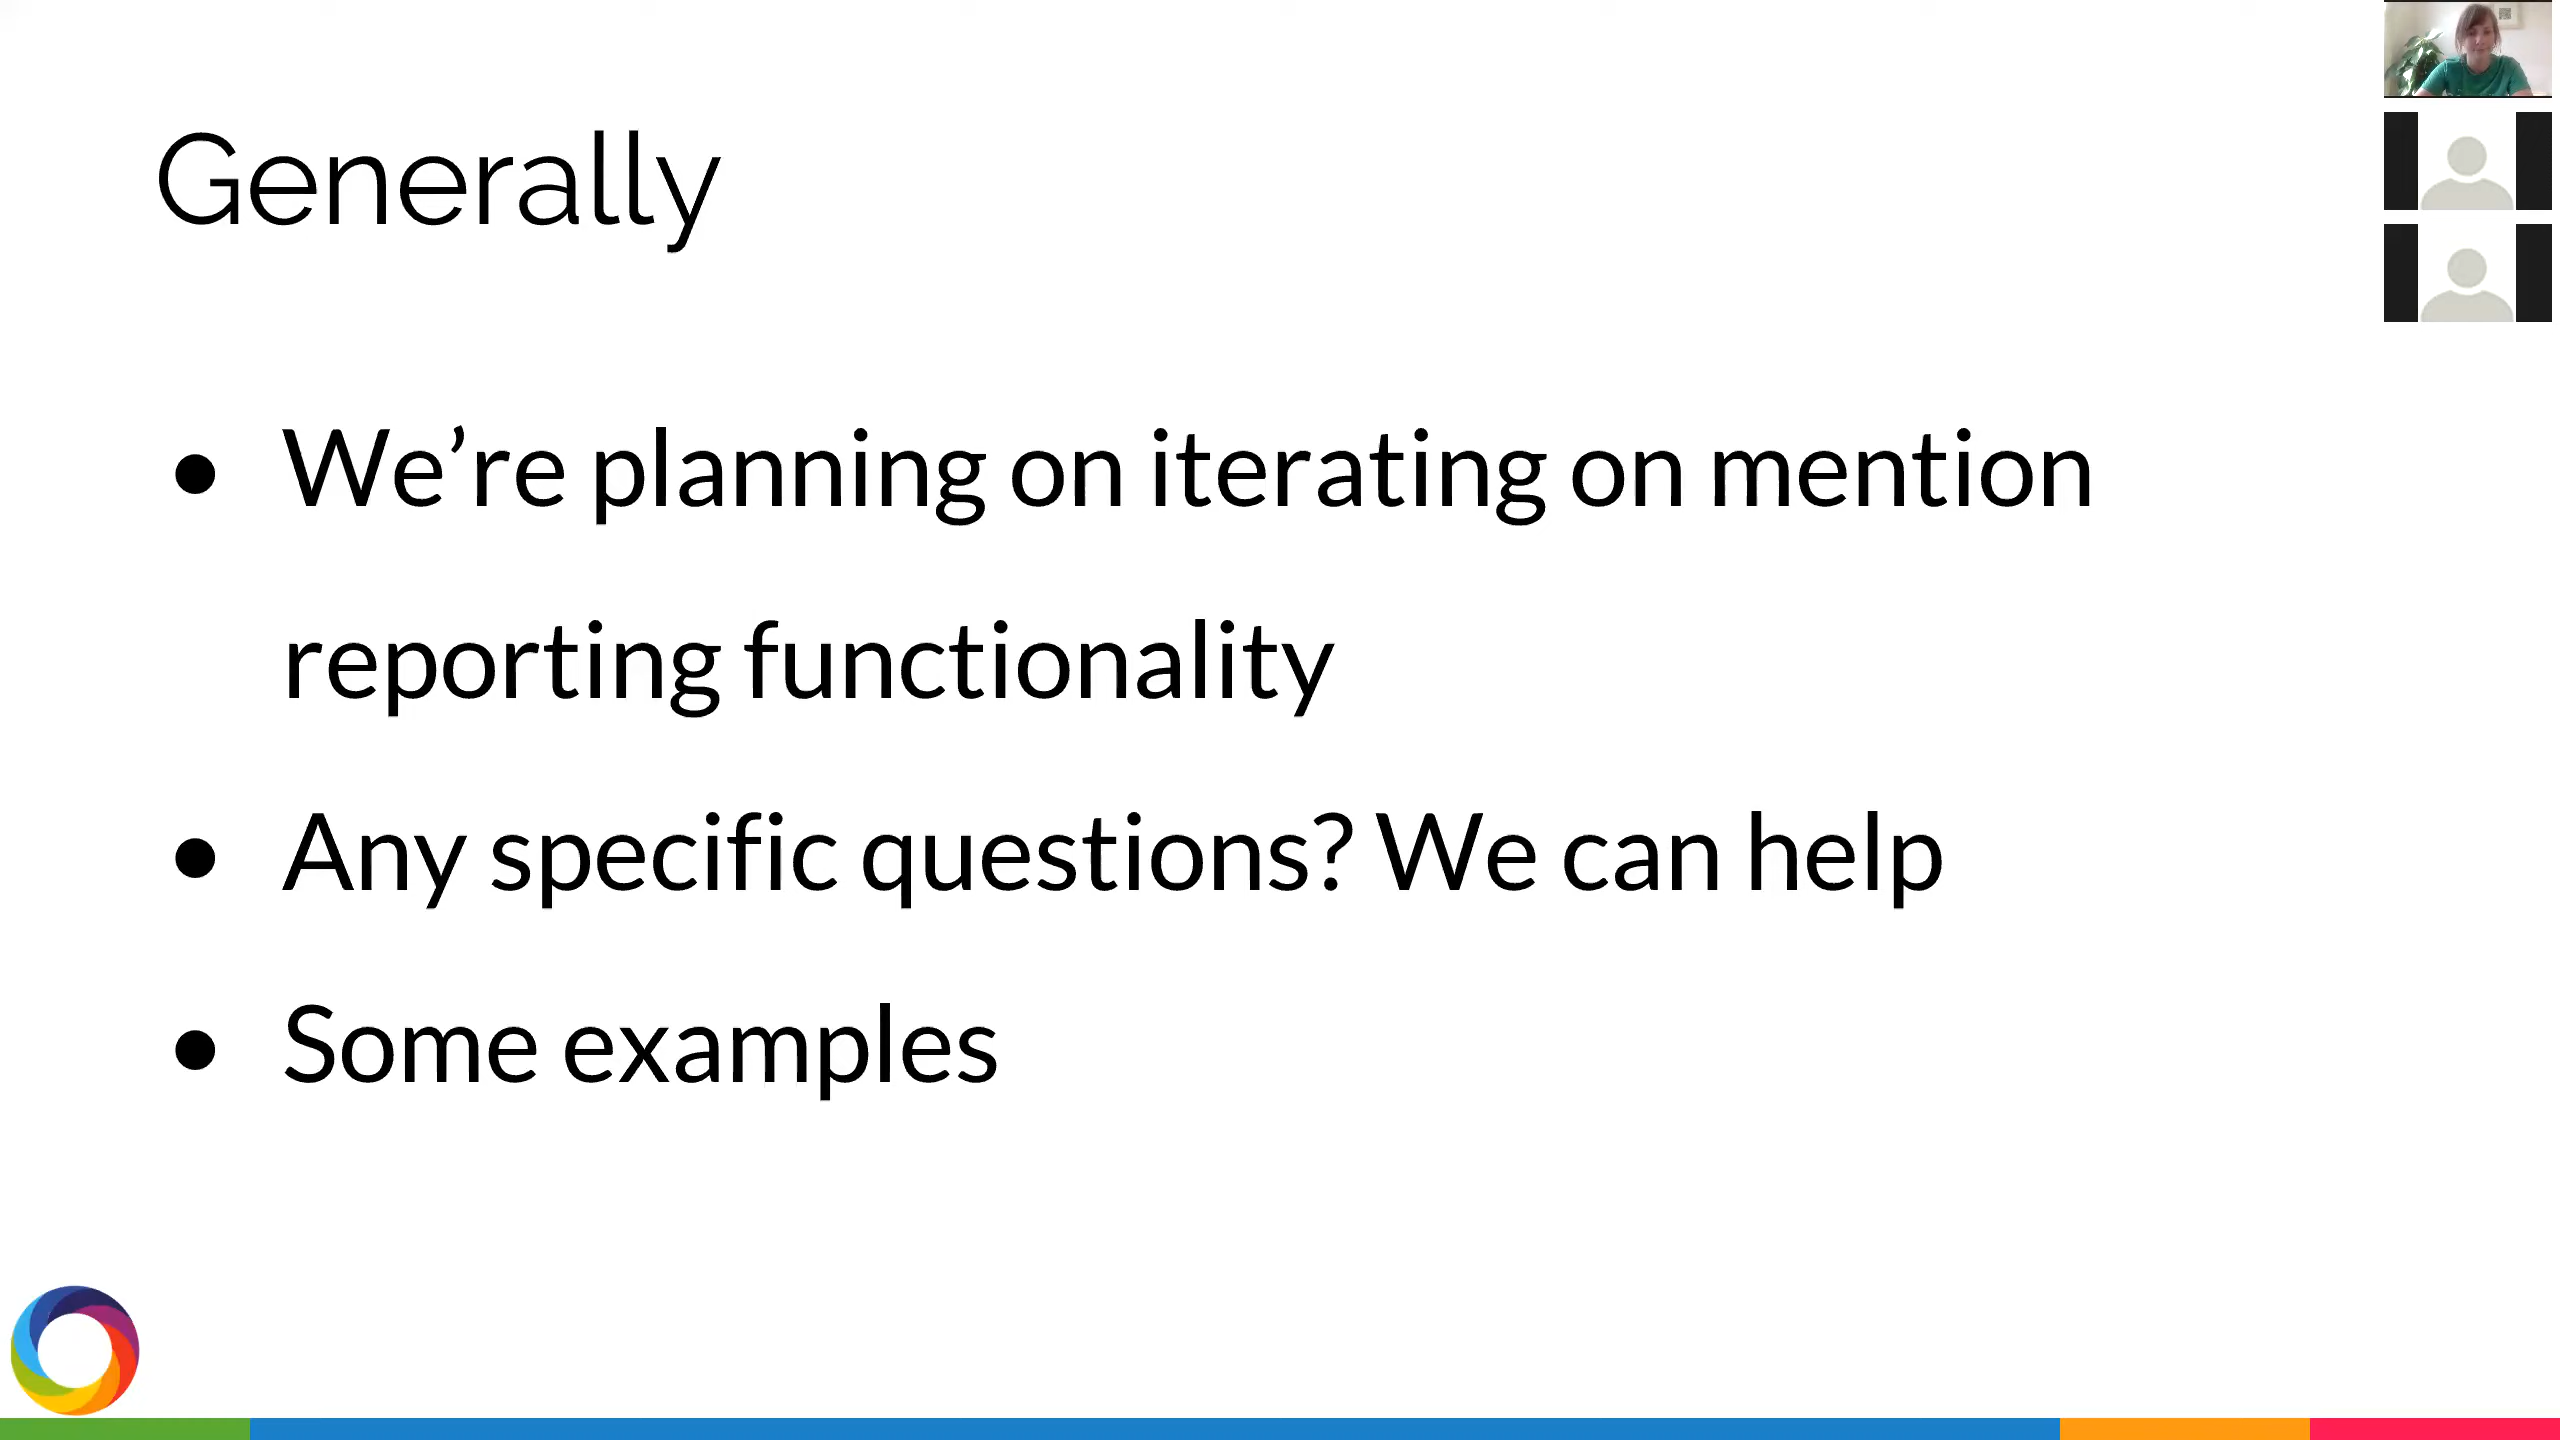 Generally
• We’re planning on iterating on mention
reporting functionality
• Any specific questions? We can help
• Some examples